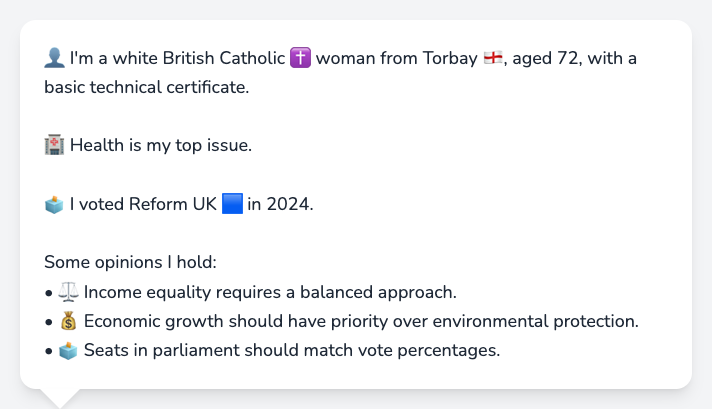 👤 I'm a white British Catholic ✝️ woman from Torbay 🏴󠁧󠁢󠁥󠁮󠁧󠁿, aged 72, with a
basic technical certificate.
🏥 Health is my top issue.
🗳️ I voted Reform UK 🟦 in 2024.
Some opinions I hold:
• ⚖️ Income equality requires a balanced approach.
• 💰 Economic growth should have priority over environmental protection.
• 🗳️ Seats in parliament should match vote percentages.